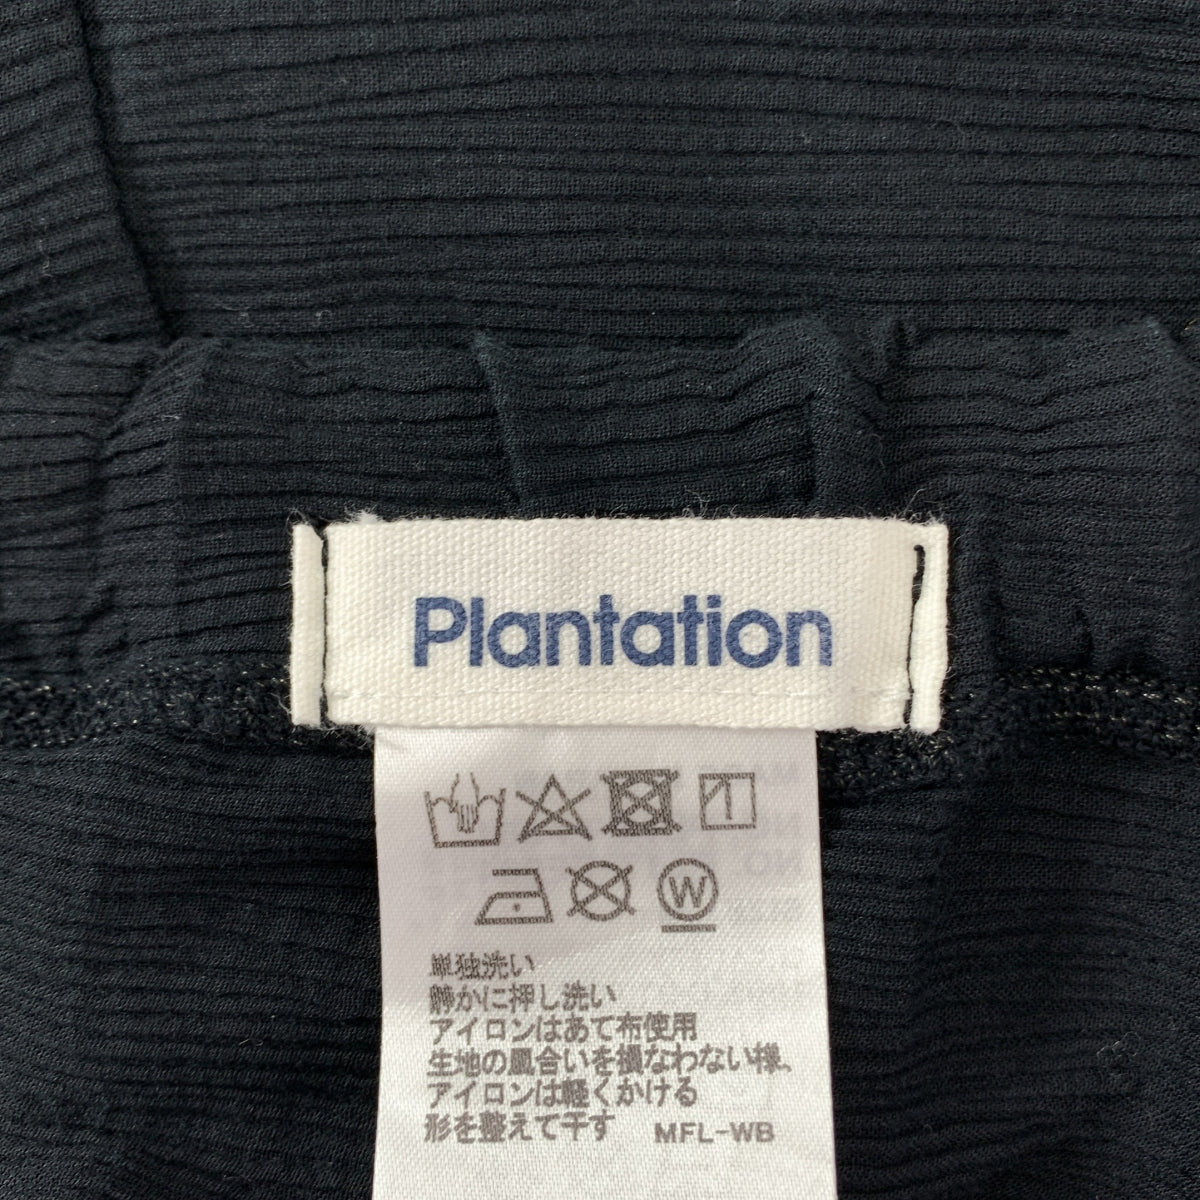 Plantation
W
単独洗い
静かに押し洗い
アイロンはあて布使用
生地の風合いを損なわない様、
アイロンは軽くかける
形を整えて干す MFL-WB